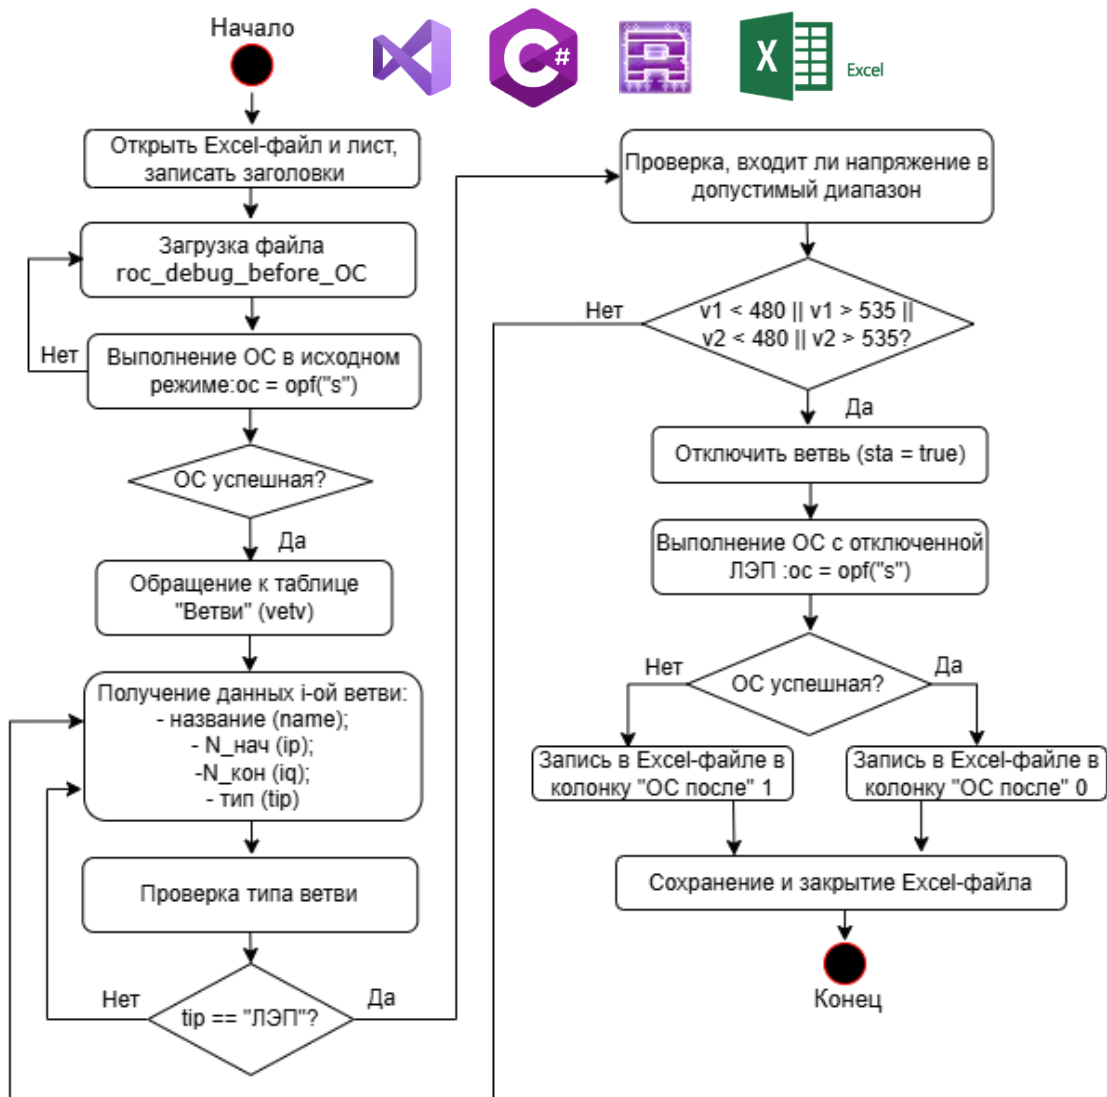 Начало
C#
R
X
Excel
Открыть Excel-файл и лист,
записать заголовки
Загрузка файла
roc_debug_before_OC
Нет
Выполнение ОС в исходном
режиме:oc = opf("s")
ОС успешная?
Да
Обращение к таблице
"Ветви" (vetv)
Получение данных i-ой ветви:
- название (name);
- N_нач (ip);
-N_кон (iq);
- тип (tip)
Проверка типа ветви
Нет
tip == "ЛЭП"?
Да
Проверка, входит ли напряжение в
допустимый диапазон
Нет
v1 < 480 || v1 > 535 ||
v2 < 480 || v2 > 535?
Да
Отключить ветвь (sta = true)
Выполнение ОС с отключенной
ЛЭП :oc = opf("s")
Нет
ОС успешная?
Да
Запись в Excel-файле в
колонку "ОС после" 1
Запись в Excel-файле в
колонку "ОС после" 0
Сохранение и закрытие Excel-файла
Конец